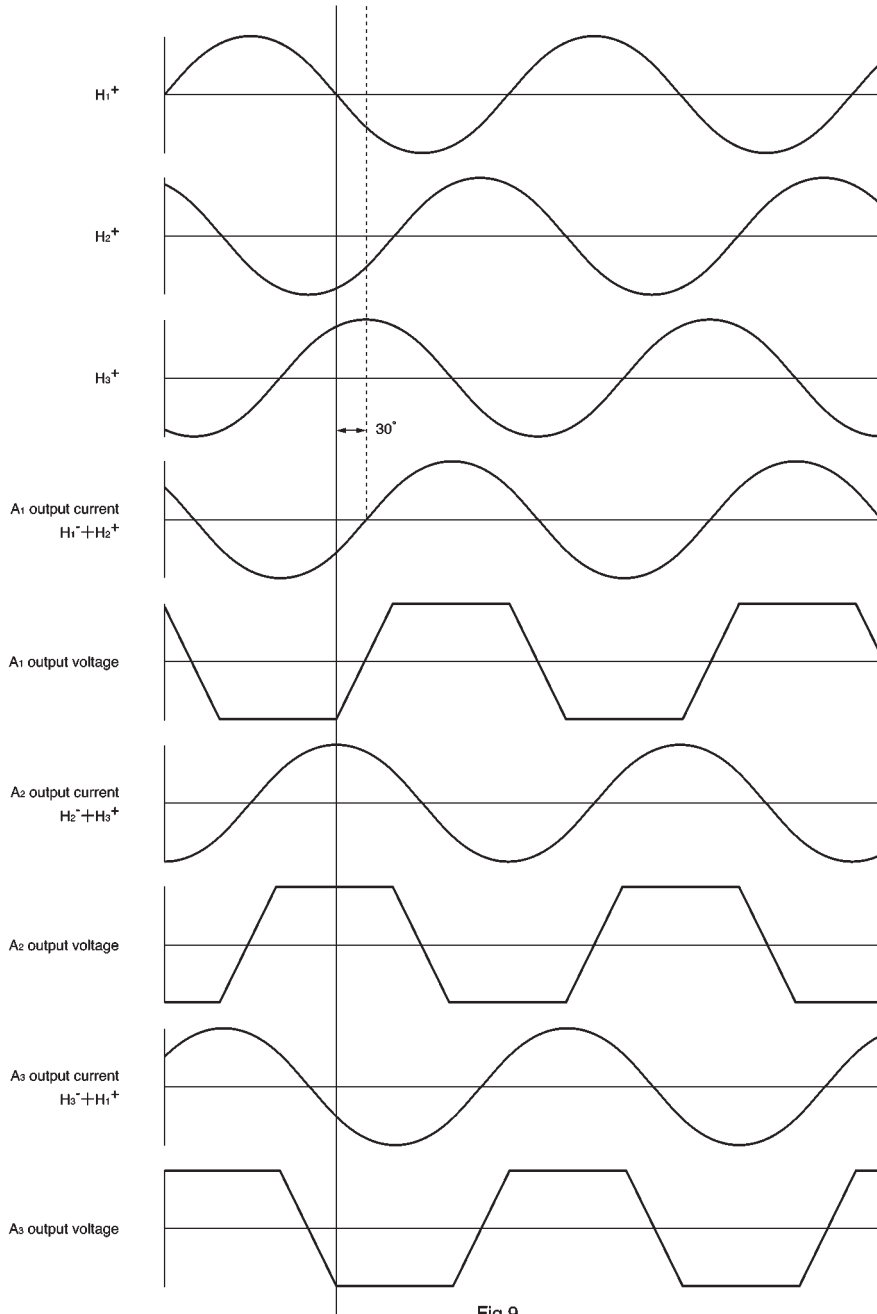 H₁⁺
H₂⁺
H₃⁺
30°
A₁ output current
H₁⁻+H₂⁺
A₁ output voltage
A₂ output current
H₂⁻+H₃⁺
A₂ output voltage
A₃ output current
H₃⁻+H₁⁺
A₃ output voltage
Fig.9